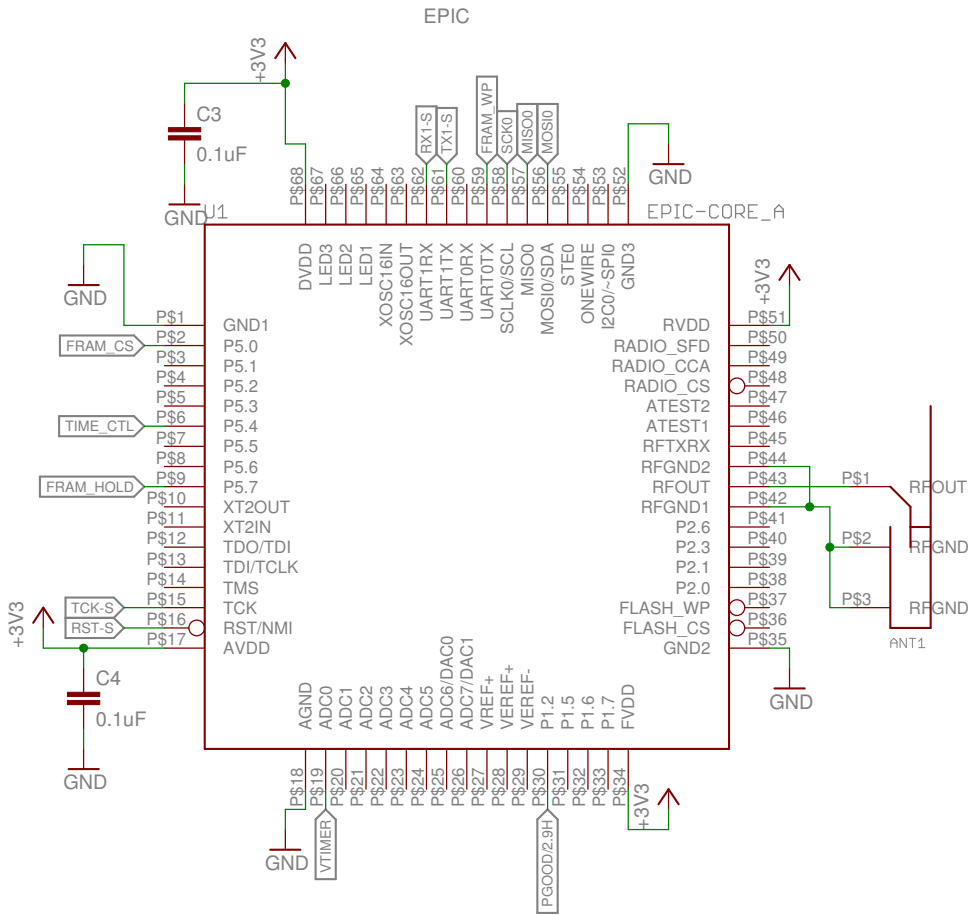 EPIC
+3V3
C3
0.1uF
GND
RX1-S
TX1-S
FRAM_WP
SCK0
MISO0
MOSI0
GND
P$68
P$67
P$66
P$65
P$64
P$63
P$62
P$61
P$60
P$59
P$58
P$57
P$56
P$55
P$54
P$53
P$52
U1
EPIC-CORE_A
DVDD
LED3
LED2
LED1
XOSC16IN
XOSC16OUT
UART1RX
UART1TX
UART0RX
UART0TX
SCLK0/SCL
MISO0
MOSI0/SDA
STE0
ONEWIRE
I2C0/~SPI0
GND3
GND
FRAM_CS
TIME_CTL
FRAM_HOLD
TCK-S
RST-S
+3V3
C4
0.1uF
GND
P$1 GND1
P$2 P5.0
P$3 P5.1
P$4 P5.2
P$5 P5.3
P$6 P5.4
P$7 P5.5
P$8 P5.6
P$9 P5.7
P$10 XT2OUT
P$11 XT2IN
P$12 TDO/TDI
P$13 TDI/TCLK
P$14 TMS
P$15 TCK
P$16 RST/NMI
P$17 AVDD
+3V3
RVDD P$51
RADIO_SFD P$50
RADIO_CCA P$49
RADIO_CS P$48
ATEST2 P$47
ATEST1 P$46
RFTXRX P$45
RFGND2 P$44
RFOUT P$43
RFGND1 P$42
P2.6 P$41
P2.3 P$40
P2.1 P$39
P2.0 P$38
FLASH_WP P$37
FLASH_CS P$36
GND2 P$35
GND
P$1 RFOUT
P$2 RFGND
P$3 RFGND
ANT1
AGND
ADC0
ADC1
ADC2
ADC3
ADC4
ADC5
ADC6/DAC0
ADC7/DAC1
VREF+
VEREF+
VEREF-
P1.2
P1.5
P1.6
P1.7
FVDD
P$18
P$19
P$20
P$21
P$22
P$23
P$24
P$25
P$26
P$27
P$28
P$29
P$30
P$31
P$32
P$33
P$34
GND
VTIMER
PGOOD/2.9H
+3V3